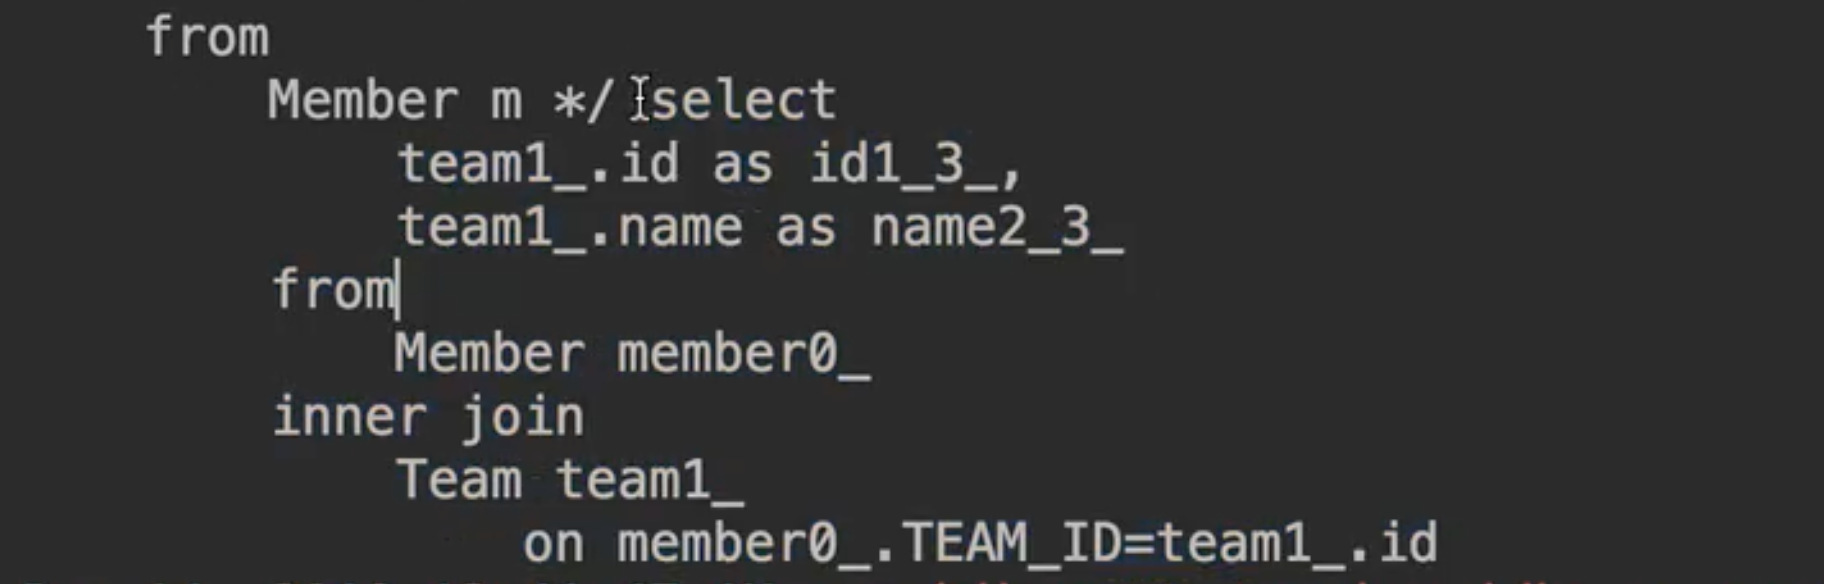 from
Member m */ select
team1_.id as id1_3_,
team1_.name as name2_3_
from
Member member0_
inner join
Team team1_
on member0_.TEAM_ID=team1_.id